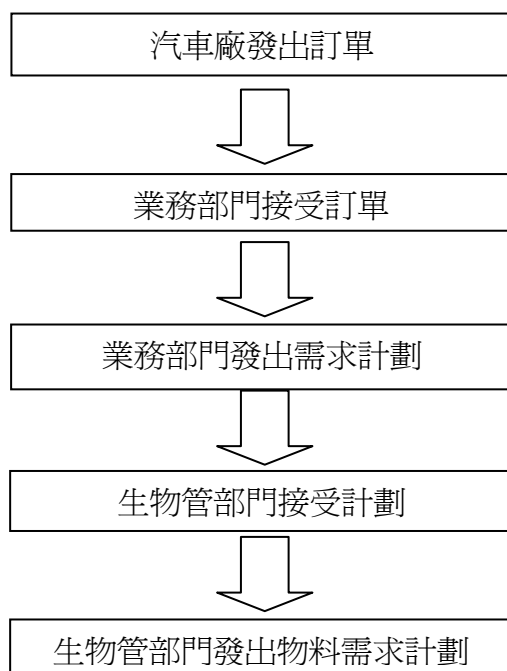 汽車廠發出訂單
業務部門接受訂單
業務部門發出需求計劃
生物管部門接受計劃
生物管部門發出物料需求計劃